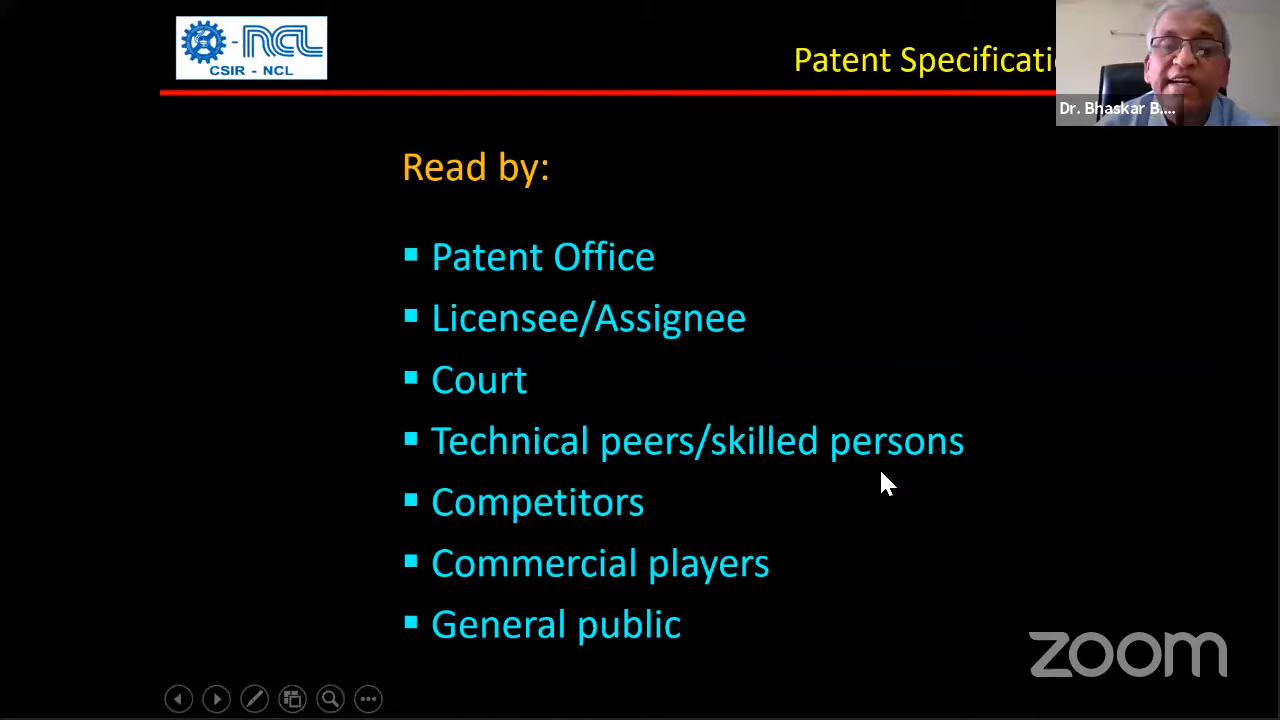 NCL
CSIR - NCL
Patent Specificati
Dr. Bhaskar B....
Read by:
▪ Patent Office
▪ Licensee/Assignee
▪ Court
▪ Technical peers/skilled persons
▪ Competitors
▪ Commercial players
▪ General public
zoom